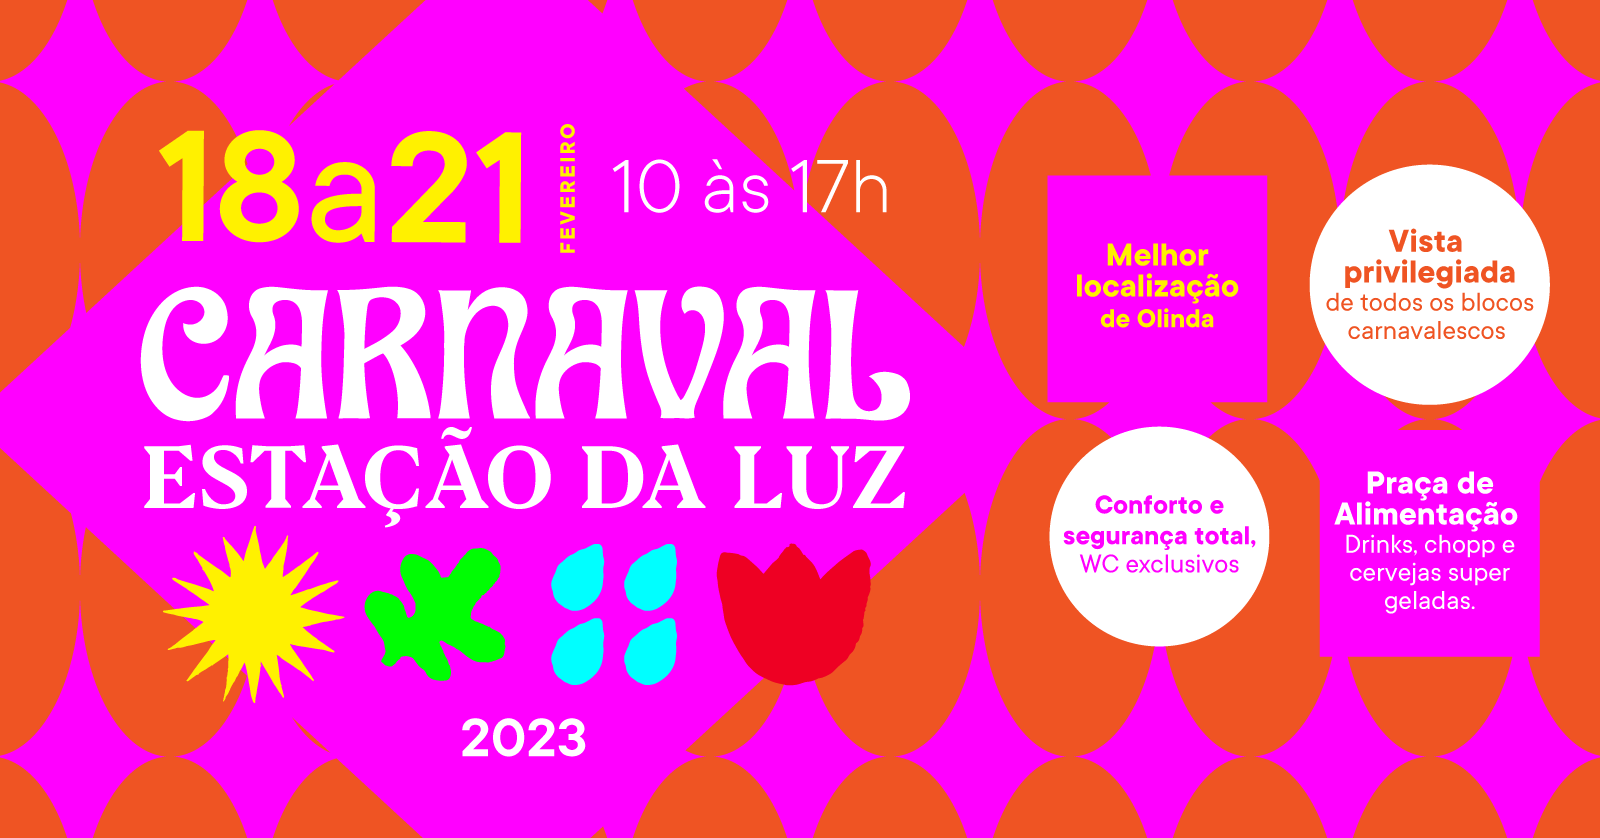 18a21
FEVEREIRO
10 às 17h
CARNAVAL
ESTAÇÃO DA LUZ
2023
Melhor
localização
de Olinda
Vista
privilegiada
de todos os blocos
carnavalescos
Conforto e
segurança total,
WC exclusivos
Praça de
Alimentação
Drinks, chopp e
cervejas super
geladas.